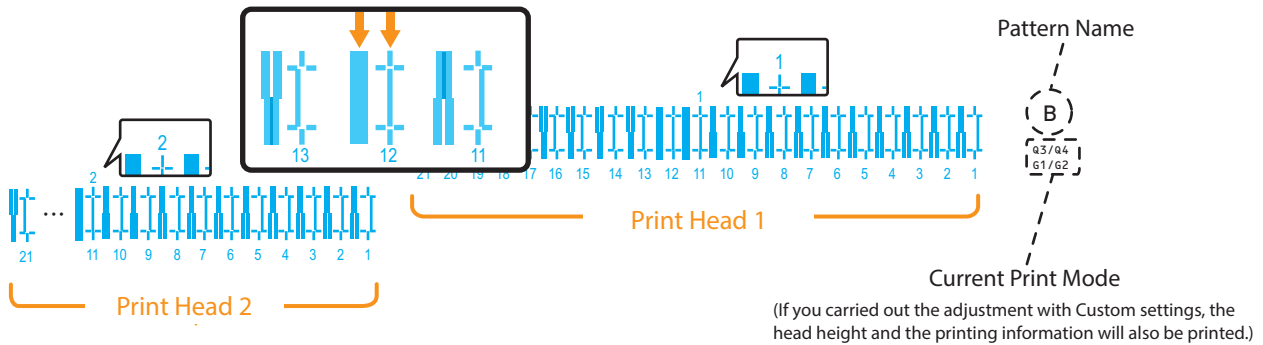 Pattern Name
B
Q3/Q4
G1/G2
Current Print Mode
(If you carried out the adjustment with Custom settings, the
head height and the printing information will also be printed.)
13 12 11
1
1
21 20 19 18 17 16 15 14 13 12 11 10 9 8 7 6 5 4 3 2 1
Print Head 1
2
2
...
21 11 10 9 8 7 6 5 4 3 2 1
Print Head 2